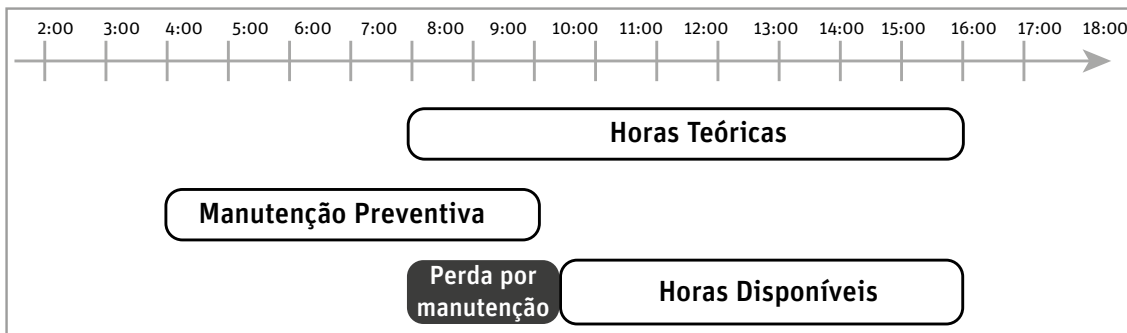 2:00 3:00 4:00 5:00 6:00 7:00 8:00 9:00 10:00 11:00 12:00 13:00 14:00 15:00 16:00 17:00 18:00
Horas Teóricas
Manutenção Preventiva
Perda por
manutenção
Horas Disponíveis